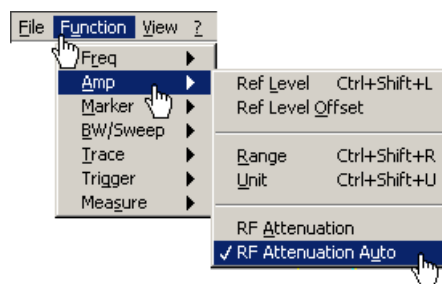 File Function View ?
Freq
Amp
Marker
BW/Sweep
Trace
Trigger
Measure
Ref Level Ctrl+Shift+L
Ref Level Offset
Range Ctrl+Shift+R
Unit Ctrl+Shift+U
RF Attenuation
✓ RF Attenuation Auto